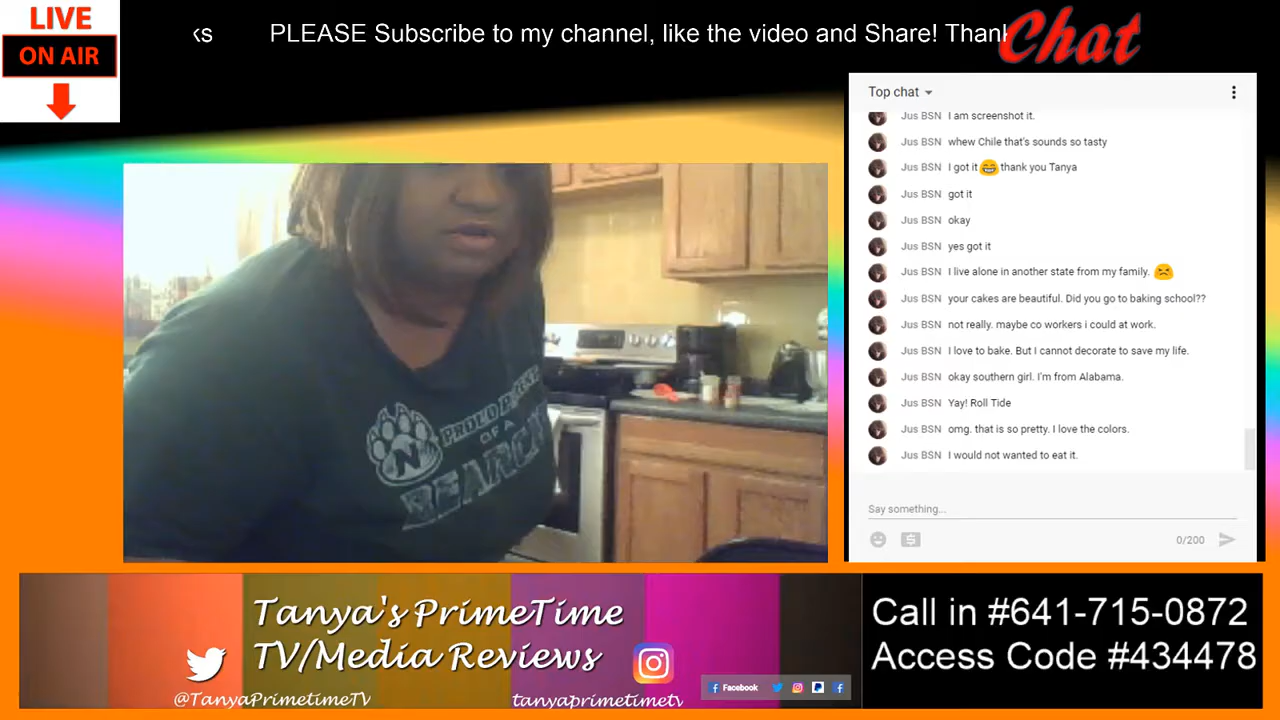 LIVE
ON AIR
ks PLEASE Subscribe to my channel, like the video and Share! Thank
Chat
Top chat
Jus BSN I am screenshot it.
Jus BSN whew Chile that's sounds so tasty
Jus BSN I got it 😁 thank you Tanya
Jus BSN got it
Jus BSN okay
Jus BSN yes got it
Jus BSN I live alone in another state from my family. 😣
Jus BSN your cakes are beautiful. Did you go to baking school??
Jus BSN not really. maybe co workers i could at work.
Jus BSN I love to bake. But I cannot decorate to save my life.
Jus BSN okay southern girl. I'm from Alabama.
Jus BSN Yay! Roll Tide
Jus BSN omg. that is so pretty. I love the colors.
Jus BSN I would not wanted to eat it.
Say something...
0/200
PROUD
OF A
BEARCAT
N
Tanya's PrimeTime
TV/Media Reviews
@TanyaPrimetimeTV
tanyaprimetimetv
Facebook
Call in #641-715-0872
Access Code #434478